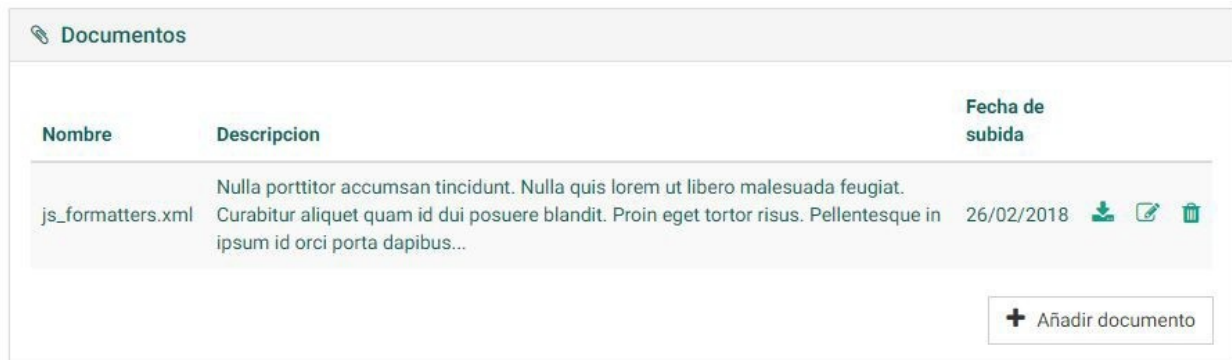 Documentos
Fecha de
subida
Nombre
Descripcion
Nulla porttitor accumsan tincidunt. Nulla quis lorem ut libero malesuada feugiat.
js_formatters.xml
Curabitur aliquet quam id dui posuere blandit. Proin eget tortor risus. Pellentesque in
26/02/2018
ipsum id orci porta dapibus...
Añadir documento